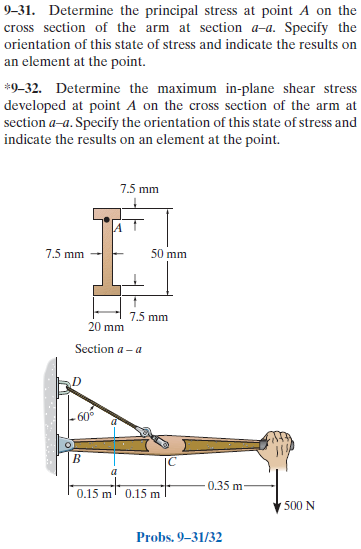 9–31. Determine the principal stress at point A on the
cross section of the arm at section a–a. Specify the
orientation of this state of stress and indicate the results on
an element at the point.
*9–32. Determine the maximum in-plane shear stress
developed at point A on the cross section of the arm at
section a–a. Specify the orientation of this state of stress and
indicate the results on an element at the point.
7.5 mm
A
7.5 mm
50 mm
7.5 mm
20 mm
Section a – a
D
60°
a
B
C
a
0.15 m
0.15 m
0.35 m
500 N
Probs. 9–31/32